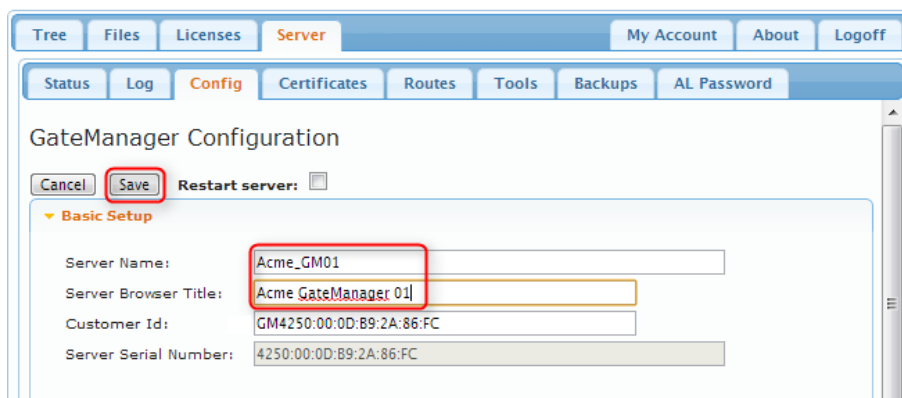 Tree Files Licenses Server My Account About Logoff
Status Log Config Certificates Routes Tools Backups AL Password
GateManager Configuration
Cancel Save Restart server:
Basic Setup
Server Name: Acme_GM01
Server Browser Title: Acme GateManager 01
Customer Id: GM4250:00:0D:B9:2A:86:FC
Server Serial Number: 4250:00:0D:B9:2A:86:FC